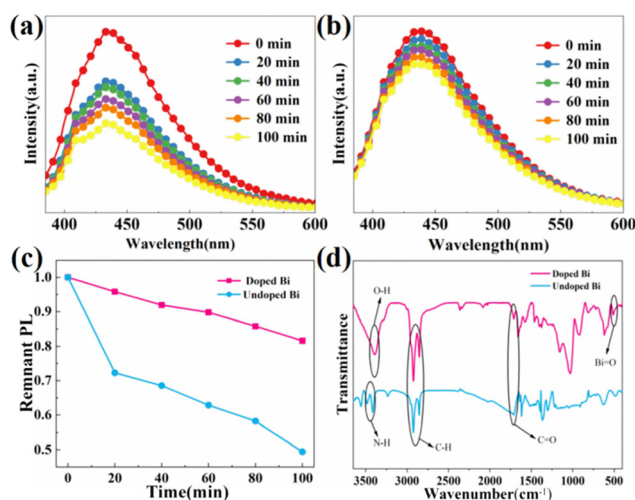 (a)
0 min
20 min
40 min
60 min
80 min
100 min
Intensity(a.u.)
400 450 500 550 600
Wavelength(nm)
(b)
0 min
20 min
40 min
60 min
80 min
100 min
Intensity(a.u.)
400 450 500 550 600
Wavelength(nm)
(c)
Doped Bi
Undoped Bi
Remnant PL
1.0
0.9
0.8
0.7
0.6
0.5
0 20 40 60 80 100
Time(min)
(d)
Doped Bi
Undoped Bi
O-H
Bi=O
N-H
C-H
C=O
Transmittance
3500 3000 2500 2000 1500 1000 500
Wavenumber(cm-1)